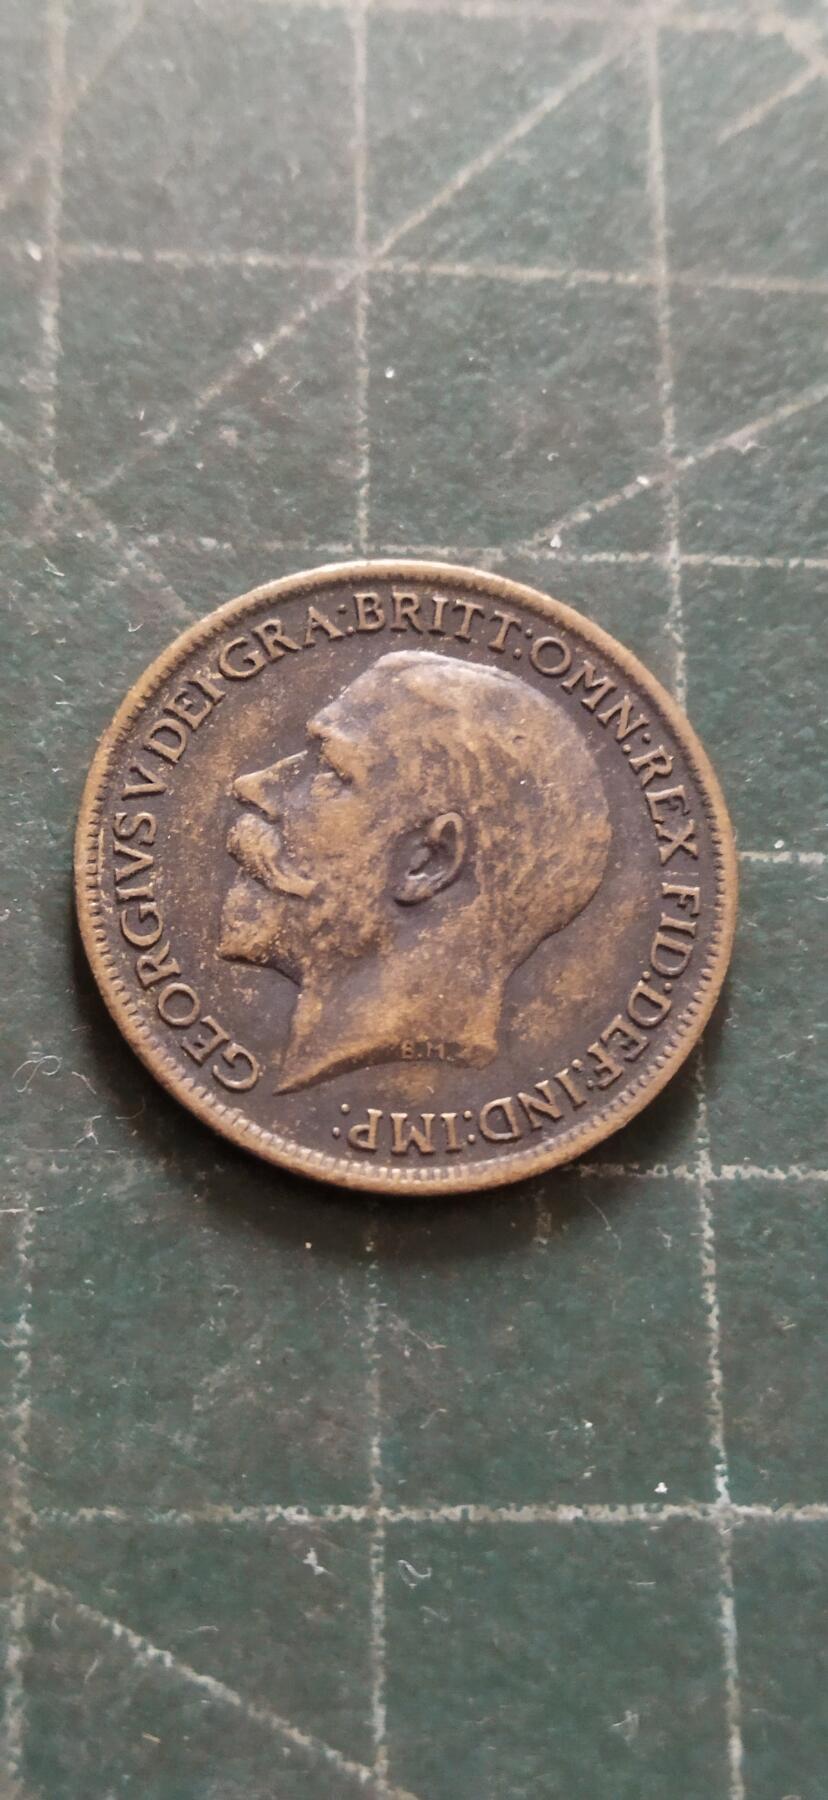 GEORGIVS V DEI GRA:BRITT:OMN:REX FID:DEF:IND:IMP:
B.M.